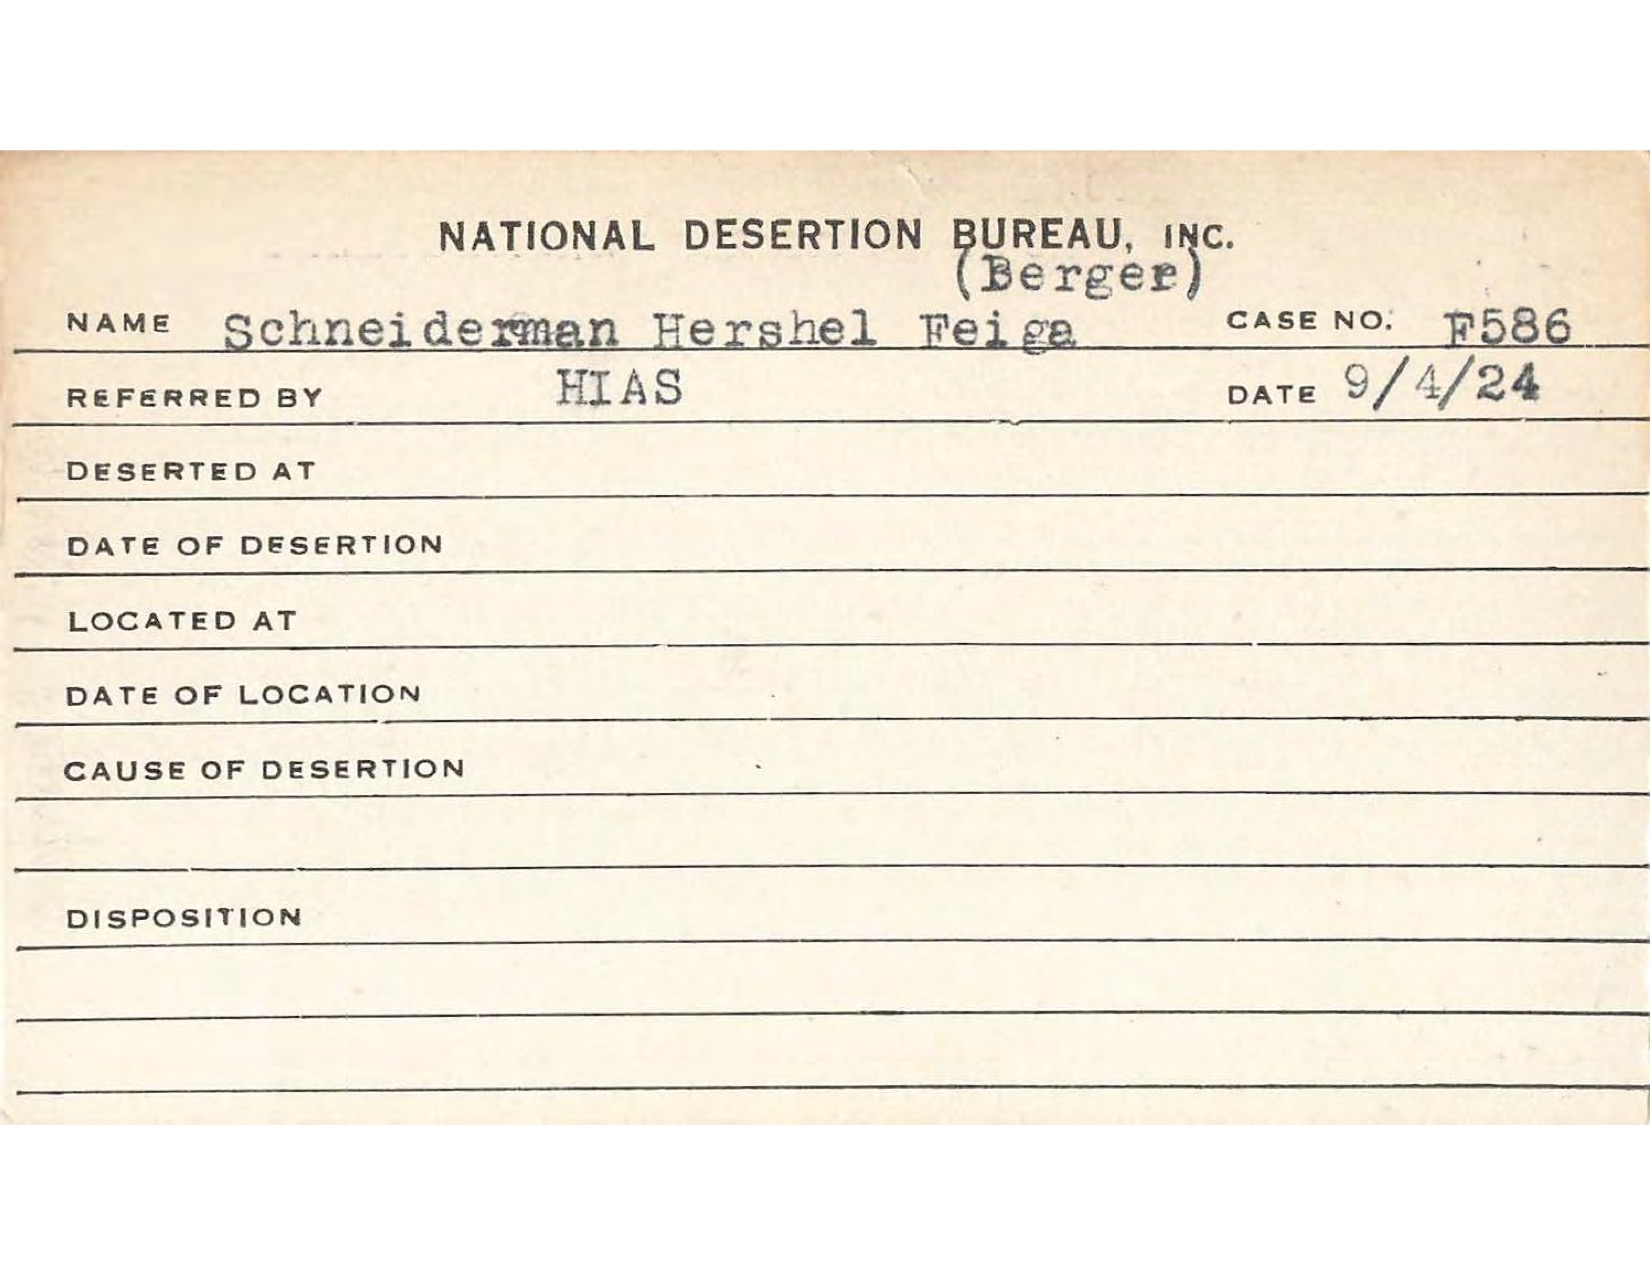 NATIONAL DESERTION BUREAU, INC.
(Berger)
NAME Schneiderman Hershel Feiga CASE NO. F586
REFERRED BY HIAS DATE 9/4/24
DESERTED AT
DATE OF DESERTION
LOCATED AT
DATE OF LOCATION
CAUSE OF DESERTION
DISPOSITION